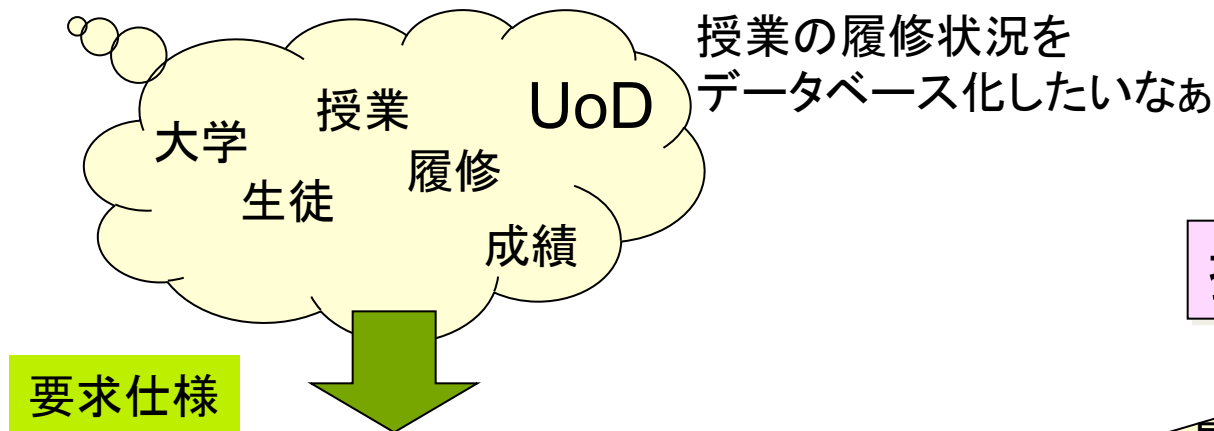 授業の履修状況を
データベース化したいなぁ
授業
UoD
大学
履修
生徒
成績
要求仕様